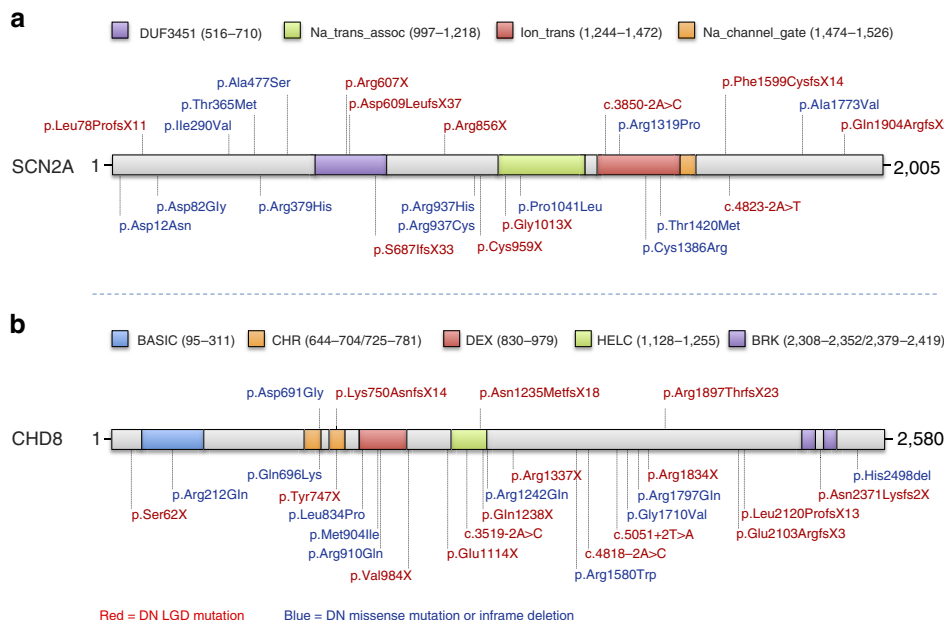 a
DUF3451 (516–710) Na_trans_assoc (997–1,218) Ion_trans (1,244–1,472) Na_channel_gate (1,474–1,526)
p.Ala477Ser p.Arg607X p.Phe1599CysfsX14
p.Thr365Met p.Asp609LeufsX37 c.3850-2A>C p.Ala1773Val
p.Leu78ProfsX11 p.Ile290Val p.Arg856X p.Arg1319Pro p.Gln1904ArgfsX
SCN2A 1 2,005
p.Asp82Gly p.Arg379His p.Arg937His p.Pro1041Leu c.4823-2A>T
p.Asp12Asn p.Arg937Cys p.Gly1013X p.Thr1420Met
p.S687IfsX33 p.Cys959X p.Cys1386Arg
b
BASIC (95–311) CHR (644–704/725–781) DEX (830–979) HELC (1,128–1,255) BRK (2,308–2,352/2,379–2,419)
p.Asp691Gly p.Lys750AsnfsX14 p.Asn1235MetfsX18 p.Arg1897ThrfsX23
CHD8 1 2,580
p.Gln696Lys p.Arg1337X p.Arg1834X p.His2498del
p.Arg212Gln p.Tyr747X p.Arg1242Gln p.Arg1797Gln p.Asn2371Lysfs2X
p.Ser62X p.Leu834Pro p.Gln1238X p.Gly1710Val p.Leu2120ProfsX13
p.Met904Ile c.3519-2A>C c.5051+2T>A p.Glu2103ArgfsX3
p.Arg910Gln p.Glu1114X c.4818–2A>C
p.Val984X p.Arg1580Trp
Red = DN LGD mutation Blue = DN missense mutation or inframe deletion